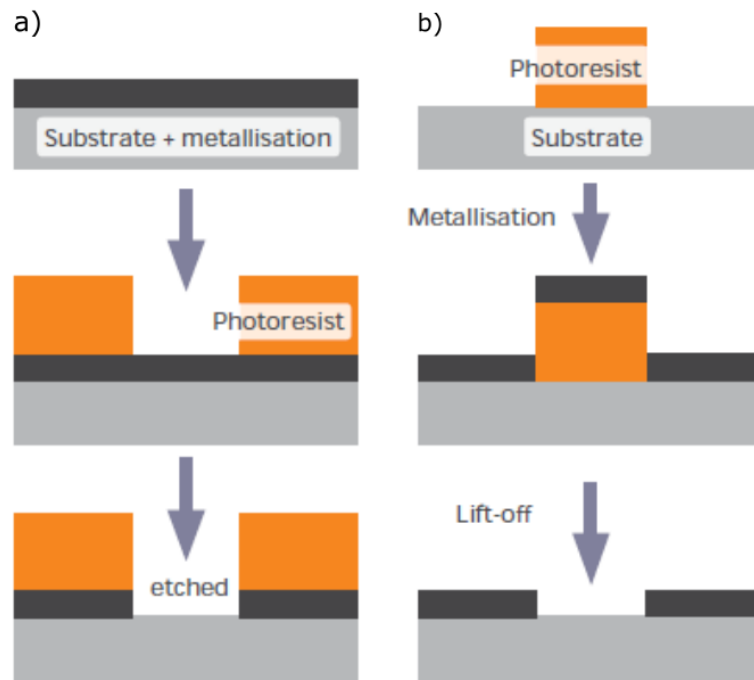 a)
Substrate + metallisation
Photoresist
etched
b)
Photoresist
Substrate
Metallisation
Lift-off